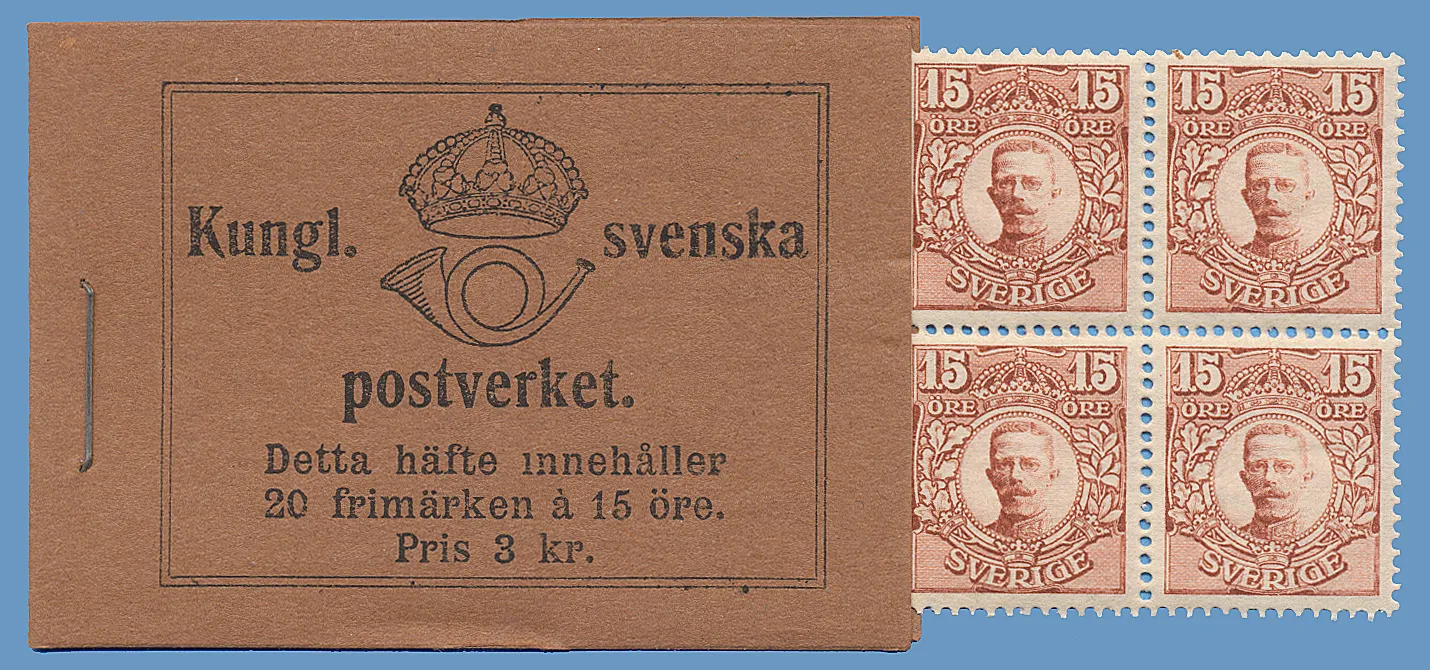 Kungl. svenska
postverket.
Detta häfte innehåller
20 frimärken à 15 öre.
Pris 3 kr.
15 15
ÖRE ÖRE
SVERIGE
15 15
ÖRE ÖRE
SVERIGE
15 15
ÖRE ÖRE
SVERIGE
15 15
ÖRE ÖRE
SVERIGE